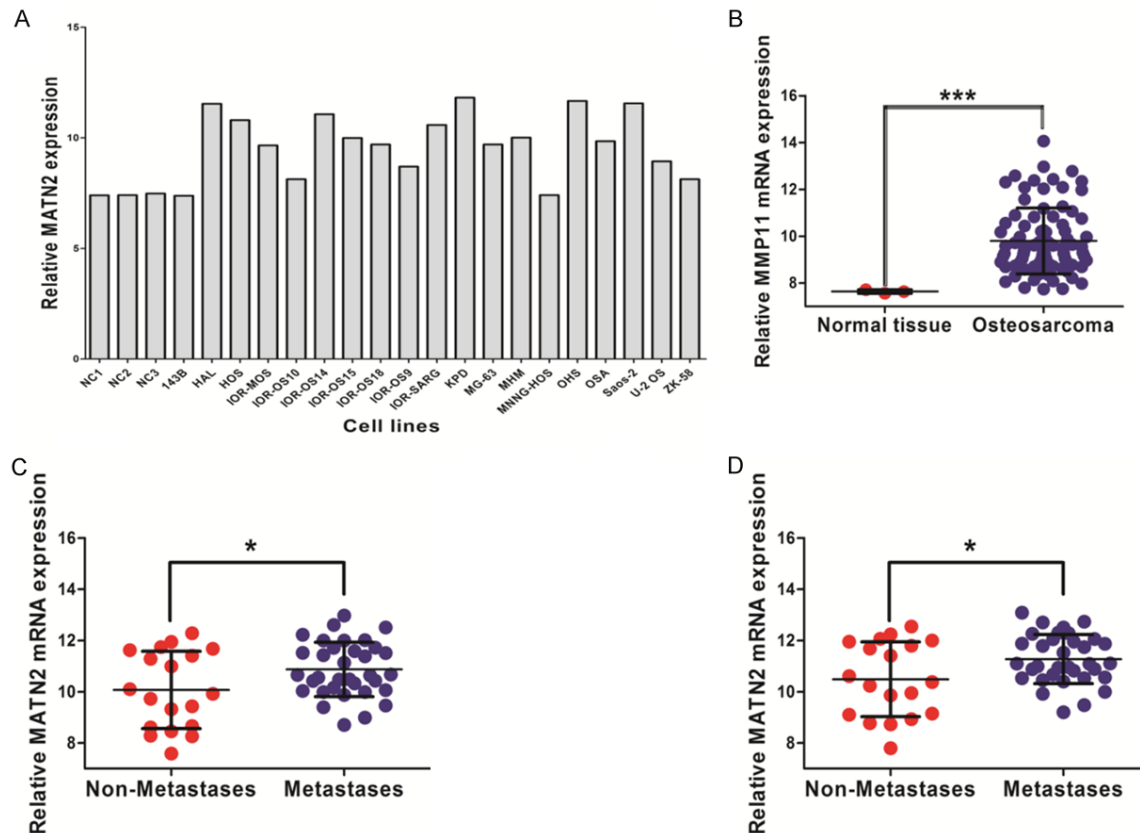 A
Relative MATN2 expression
15
10
5
0
NC1 NC2 NC3 143B HAL HOS IOR-MOS IOR-OS10 IOR-OS14 IOR-OS15 IOR-OS18 IOR-OS9 IOR-SARG KPD MG-63 MHM MNNG-HOS OHS OSA Saos-2 U-2 OS ZK-58
Cell lines
B
Relative MMP11 mRNA expression
16
14
12
10
8
***
Normal tissue Osteosarcoma
C
Relative MATN2 mRNA expression
16
14
12
10
8
*
Non-Metastases Metastases
D
Relative MATN2 mRNA expression
16
14
12
10
8
*
Non-Metastases Metastases